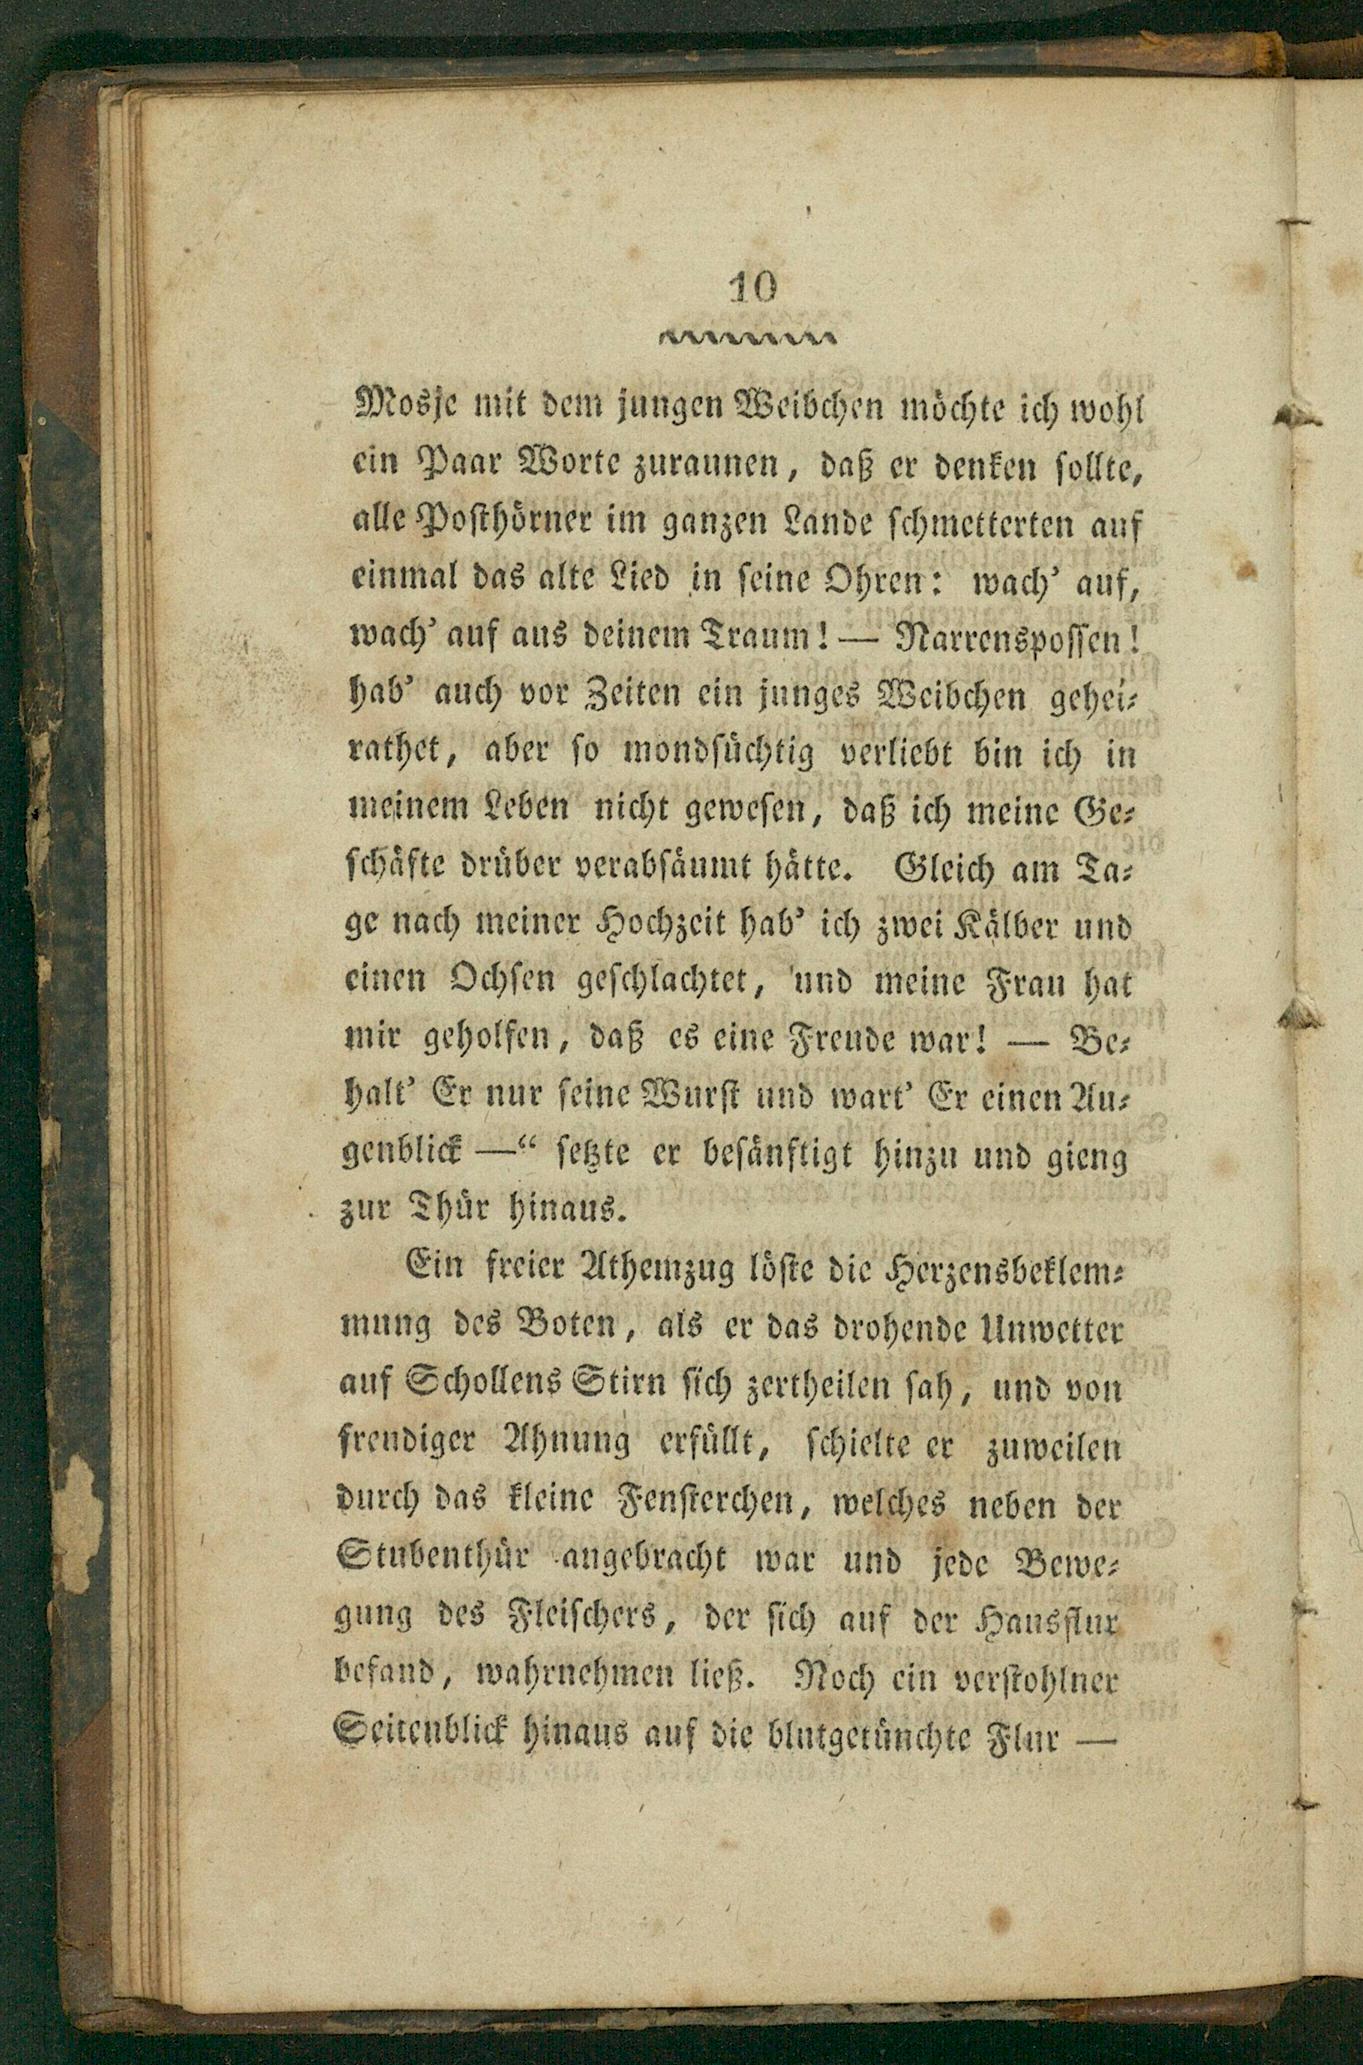 10
Mosje mit dem jungen Weibchen möchte ich wohl
ein Paar Worte zuraunen, daß er denken sollte,
alle Posthörner im ganzen Lande schmetterten auf
einmal das alte Lied in seine Ohren: wach' auf,
wach' auf aus deinem Traum! — Narrenspossen!
hab' auch vor Zeiten ein junges Weibchen gehei-
rathet, aber so mondsüchtig verliebt bin ich in
meinem Leben nicht gewesen, daß ich meine Ge-
schäfte drüber verabsäumt hätte. Gleich am Ta-
ge nach meiner Hochzeit hab' ich zwei Kälber und
einen Ochsen geschlachtet, und meine Frau hat
mir geholfen, daß es eine Freude war! — Be-
halt' Er nur seine Wurst und wart' Er einen Au-
genblick —“ setzte er besänftigt hinzu und gieng
zur Thür hinaus.
Ein freier Athemzug löste die Herzensbeklem-
mung des Boten, als er das drohende Unwetter
auf Schollens Stirn sich zertheilen sah, und von
freudiger Ahnung erfüllt, schielte er zuweilen
durch das kleine Fensterchen, welches neben der
Stubenthür angebracht war und jede Bewe-
gung des Fleischers, der sich auf der Hausflur
befand, wahrnehmen ließ. Noch ein verstohlner
Seitenblick hinaus auf die blutgetünchte Flur —